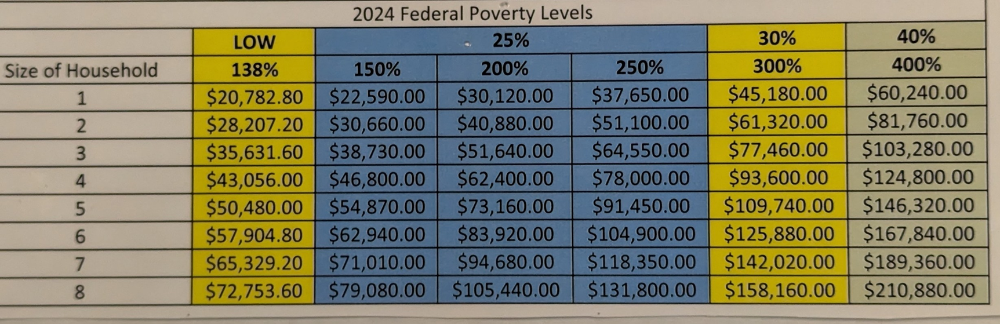 2024 Federal Poverty Levels
LOW 25% 30% 40%
Size of Household 138% 150% 200% 250% 300% 400%
1 $20,782.80 $22,590.00 $30,120.00 $37,650.00 $45,180.00 $60,240.00
2 $28,207.20 $30,660.00 $40,880.00 $51,100.00 $61,320.00 $81,760.00
3 $35,631.60 $38,730.00 $51,640.00 $64,550.00 $77,460.00 $103,280.00
4 $43,056.00 $46,800.00 $62,400.00 $78,000.00 $93,600.00 $124,800.00
5 $50,480.00 $54,870.00 $73,160.00 $91,450.00 $109,740.00 $146,320.00
6 $57,904.80 $62,940.00 $83,920.00 $104,900.00 $125,880.00 $167,840.00
7 $65,329.20 $71,010.00 $94,680.00 $118,350.00 $142,020.00 $189,360.00
8 $72,753.60 $79,080.00 $105,440.00 $131,800.00 $158,160.00 $210,880.00